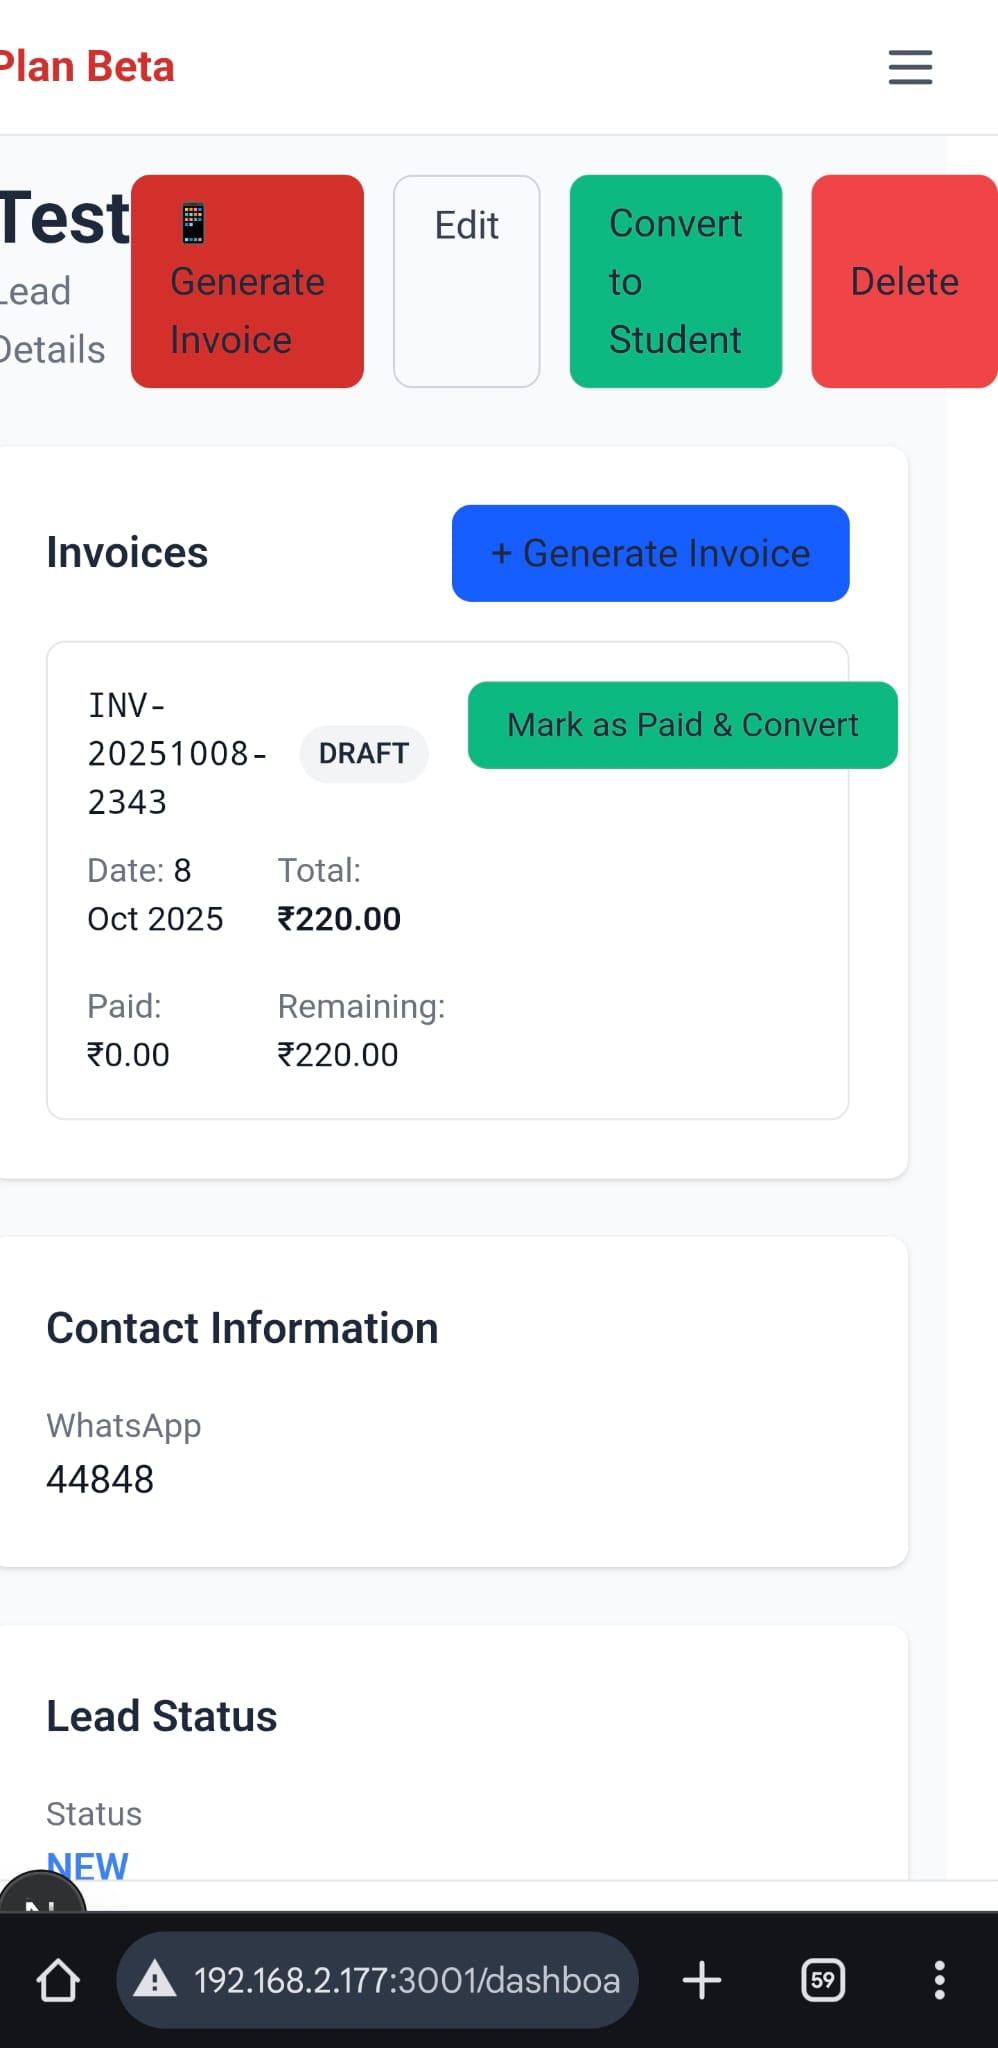 Plan Beta
Test
Lead
Details
Generate
Invoice
Edit
Convert
to
Student
Delete
Invoices
+ Generate Invoice
INV-
20251008-
2343
DRAFT
Mark as Paid & Convert
Date: 8
Oct 2025
Total:
₹220.00
Paid:
₹0.00
Remaining:
₹220.00
Contact Information
WhatsApp
44848
Lead Status
Status
NEW
192.168.2.177:3001/dashboa
59